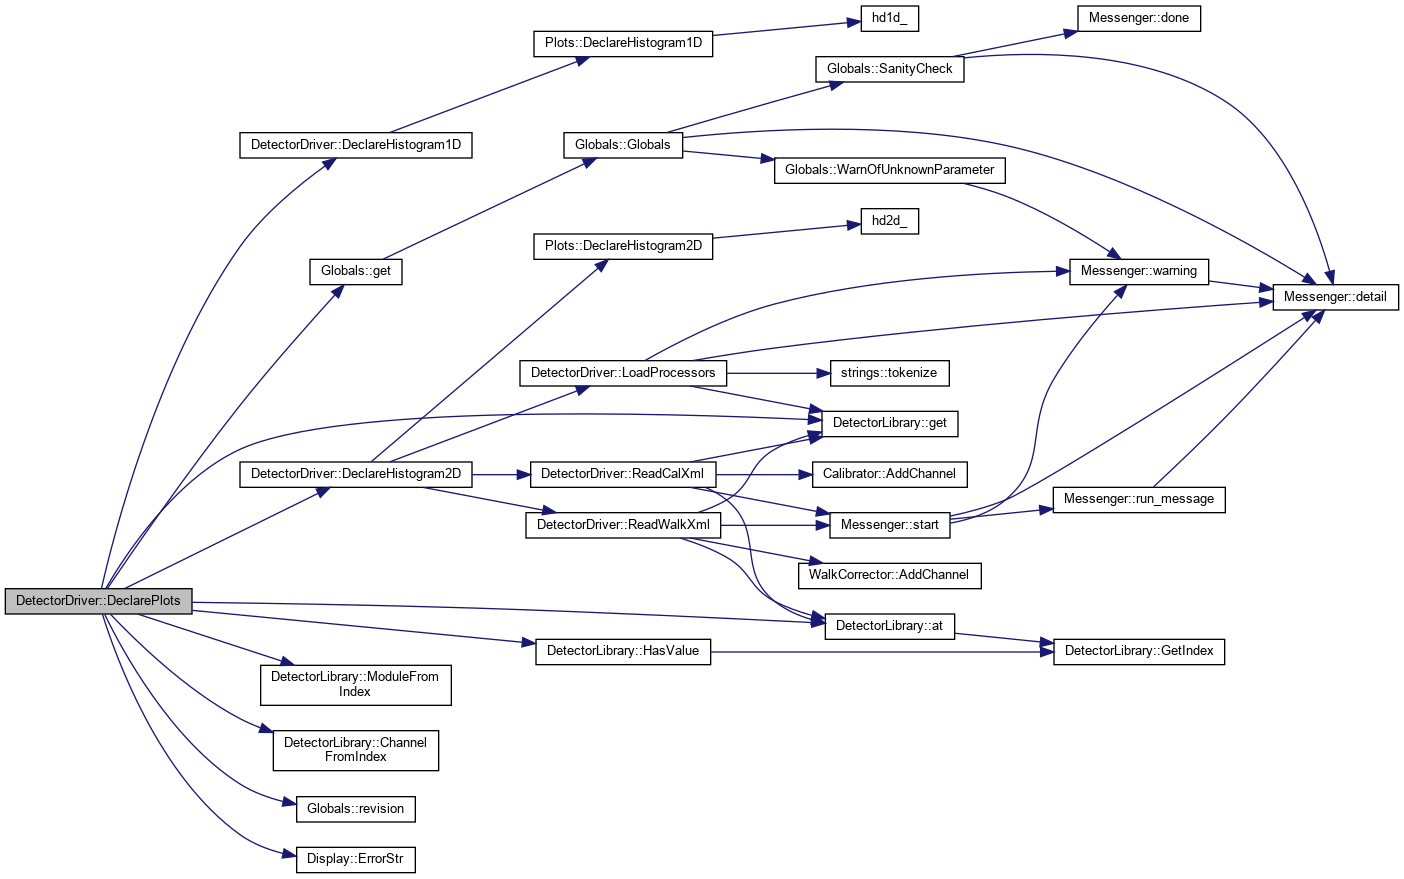 hd1d_
Messenger::done
Plots::DeclareHistogram1D
Globals::SanityCheck
DetectorDriver::DeclareHistogram1D
Globals::Globals
Globals::WarnOfUnknownParameter
hd2d_
Plots::DeclareHistogram2D
Globals::get
Messenger::warning
Messenger::detail
DetectorDriver::LoadProcessors
strings::tokenize
DetectorLibrary::get
DetectorDriver::DeclareHistogram2D
DetectorDriver::ReadCalXml
Calibrator::AddChannel
Messenger::run_message
DetectorDriver::ReadWalkXml
Messenger::start
WalkCorrector::AddChannel
DetectorDriver::DeclarePlots
DetectorLibrary::at
DetectorLibrary::HasValue
DetectorLibrary::GetIndex
DetectorLibrary::ModuleFrom
Index
DetectorLibrary::Channel
FromIndex
Globals::revision
Display::ErrorStr